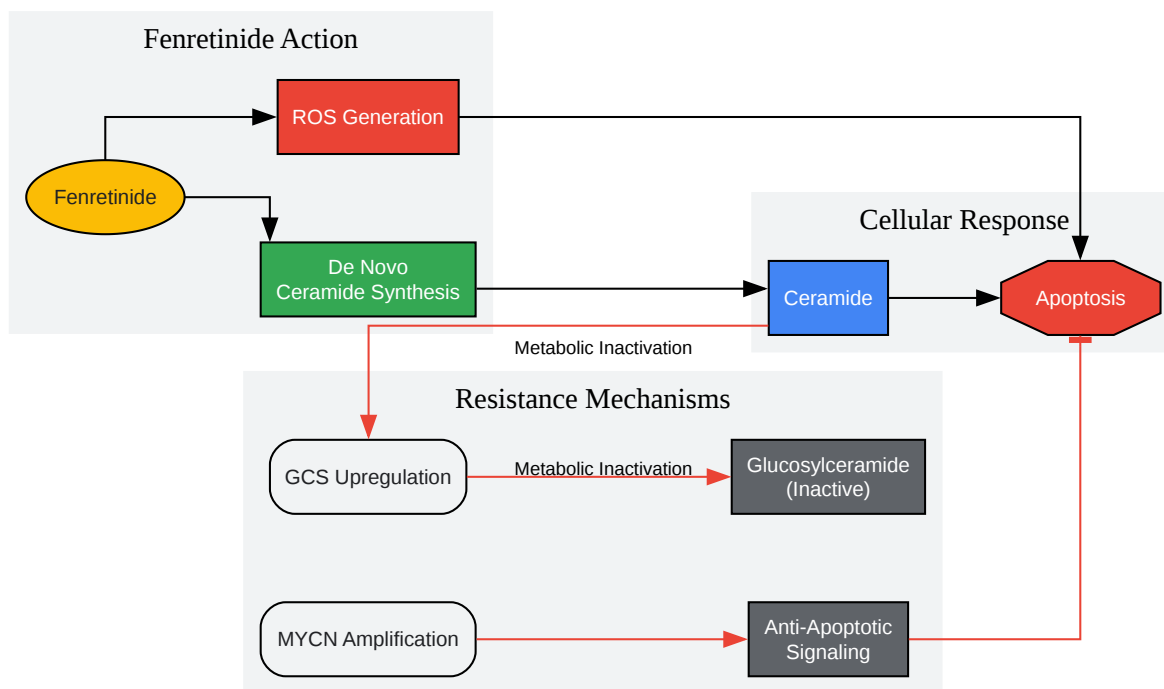 Fenretinide Action
ROS Generation
Fenretinide
De Novo
Ceramide Synthesis
Cellular Response
Ceramide
Apoptosis
Metabolic Inactivation
Resistance Mechanisms
GCS Upregulation
Metabolic Inactivation
Glucosylceramide
(Inactive)
MYCN Amplification
Anti-Apoptotic
Signaling